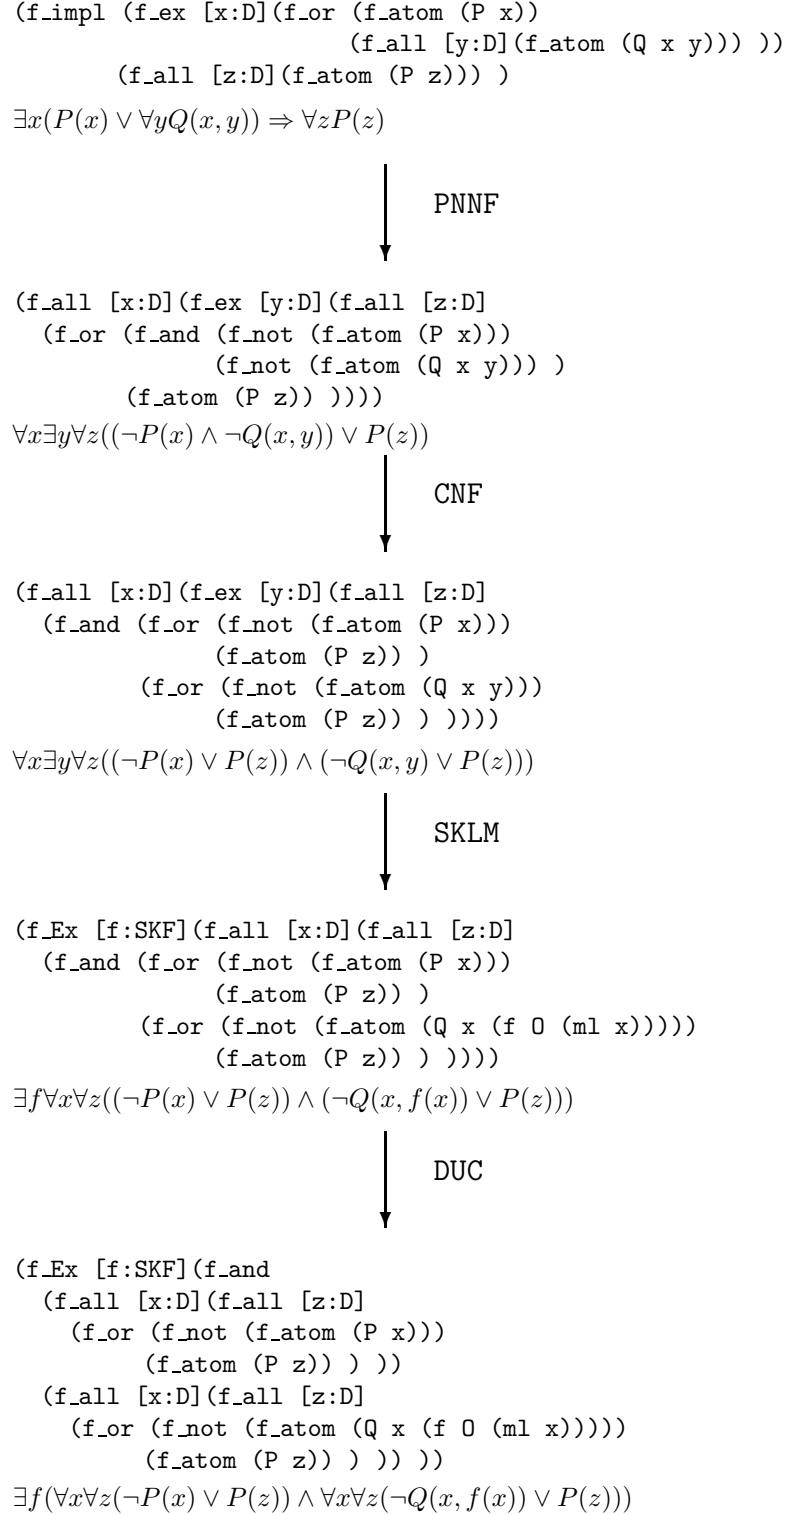 (f_impl (f_ex [x:D](f_or (f_atom (P x))
(f_all [y:D](f_atom (Q x y))) ))
(f_all [z:D](f_atom (P z))) )
∃x(P(x) ∨ ∀yQ(x, y)) ⇒ ∀zP(z)
PNNF
(f_all [x:D](f_ex [y:D](f_all [z:D]
(f_or (f_and (f_not (f_atom (P x)))
(f_not (f_atom (Q x y))) )
(f_atom (P z)) ))))
∀x∃y∀z((¬P(x) ∧ ¬Q(x, y)) ∨ P(z))
CNF
(f_all [x:D](f_ex [y:D](f_all [z:D]
(f_and (f_or (f_not (f_atom (P x)))
(f_atom (P z)) )
(f_or (f_not (f_atom (Q x y)))
(f_atom (P z)) ) ))))
∀x∃y∀z((¬P(x) ∨ P(z)) ∧ (¬Q(x, y) ∨ P(z)))
SKLM
(f_Ex [f:SKF](f_all [x:D](f_all [z:D]
(f_and (f_or (f_not (f_atom (P x)))
(f_atom (P z)) )
(f_or (f_not (f_atom (Q x (f O (ml x)))))
(f_atom (P z)) ) ))))
∃f∀x∀z((¬P(x) ∨ P(z)) ∧ (¬Q(x, f(x)) ∨ P(z)))
DUC
(f_Ex [f:SKF](f_and
(f_all [x:D](f_all [z:D]
(f_or (f_not (f_atom (P x)))
(f_atom (P z)) ) ))
(f_all [x:D](f_all [z:D]
(f_or (f_not (f_atom (Q x (f O (ml x)))))
(f_atom (P z)) ) )) ))
∃f(∀x∀z(¬P(x) ∨ P(z)) ∧ ∀x∀z(¬Q(x, f(x)) ∨ P(z)))